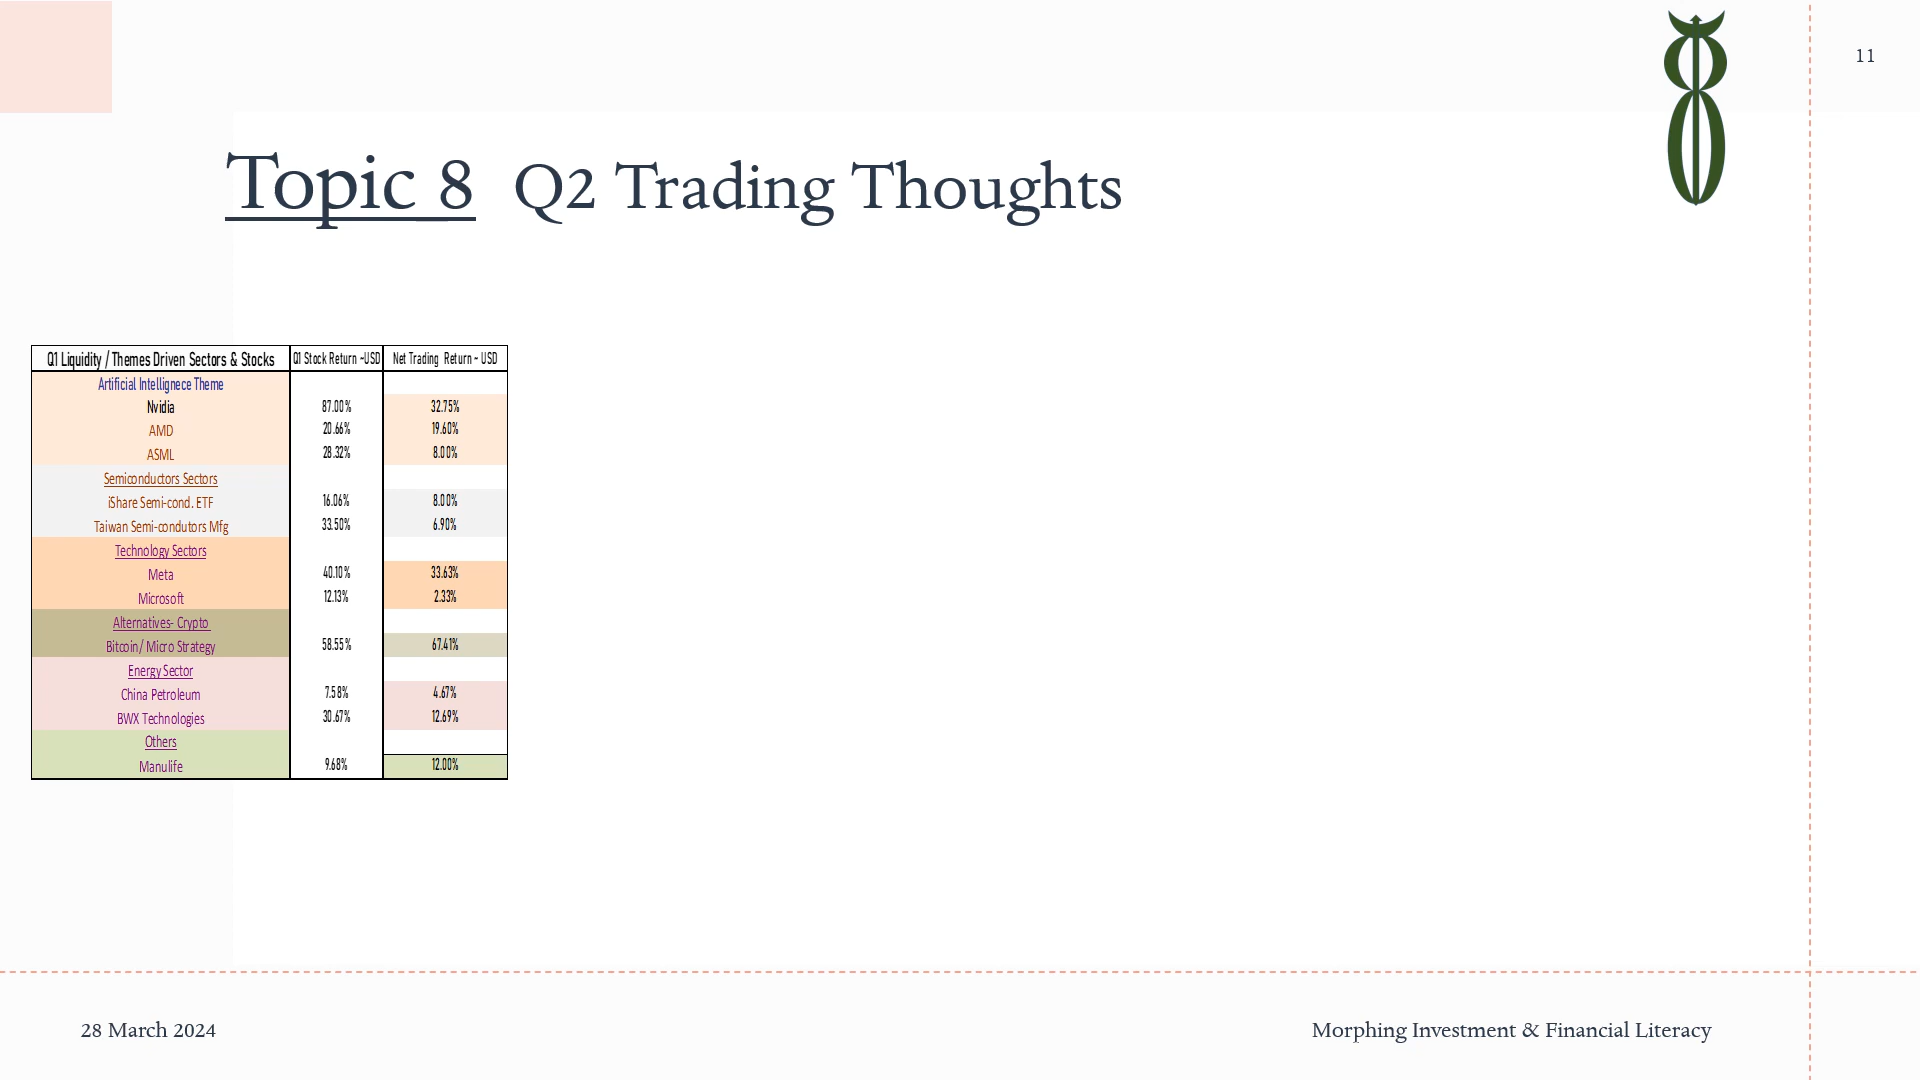 11
Topic 8 Q2 Trading Thoughts
Q1 Liquidity / Themes Driven Sectors & Stocks Q1 Stock Return ~USD Net Trading Return ~ USD
Artificial Intellignece Theme
Nvidia 87.00% 32.75%
AMD 20.66% 19.60%
ASML 28.32% 8.00%
Semiconductors Sectors
iShare Semi-cond. ETF 16.06% 8.00%
Taiwan Semi-condutors Mfg 33.50% 6.90%
Technology Sectors
Meta 40.10% 33.63%
Microsoft 12.13% 2.33%
Alternatives- Crypto
Bitcoin/ Micro Strategy 58.55% 67.41%
Energy Sector
China Petroleum 7.58% 4.67%
BWX Technologies 30.67% 12.69%
Others
Manulife 9.68% 12.00%
28 March 2024 Morphing Investment & Financial Literacy